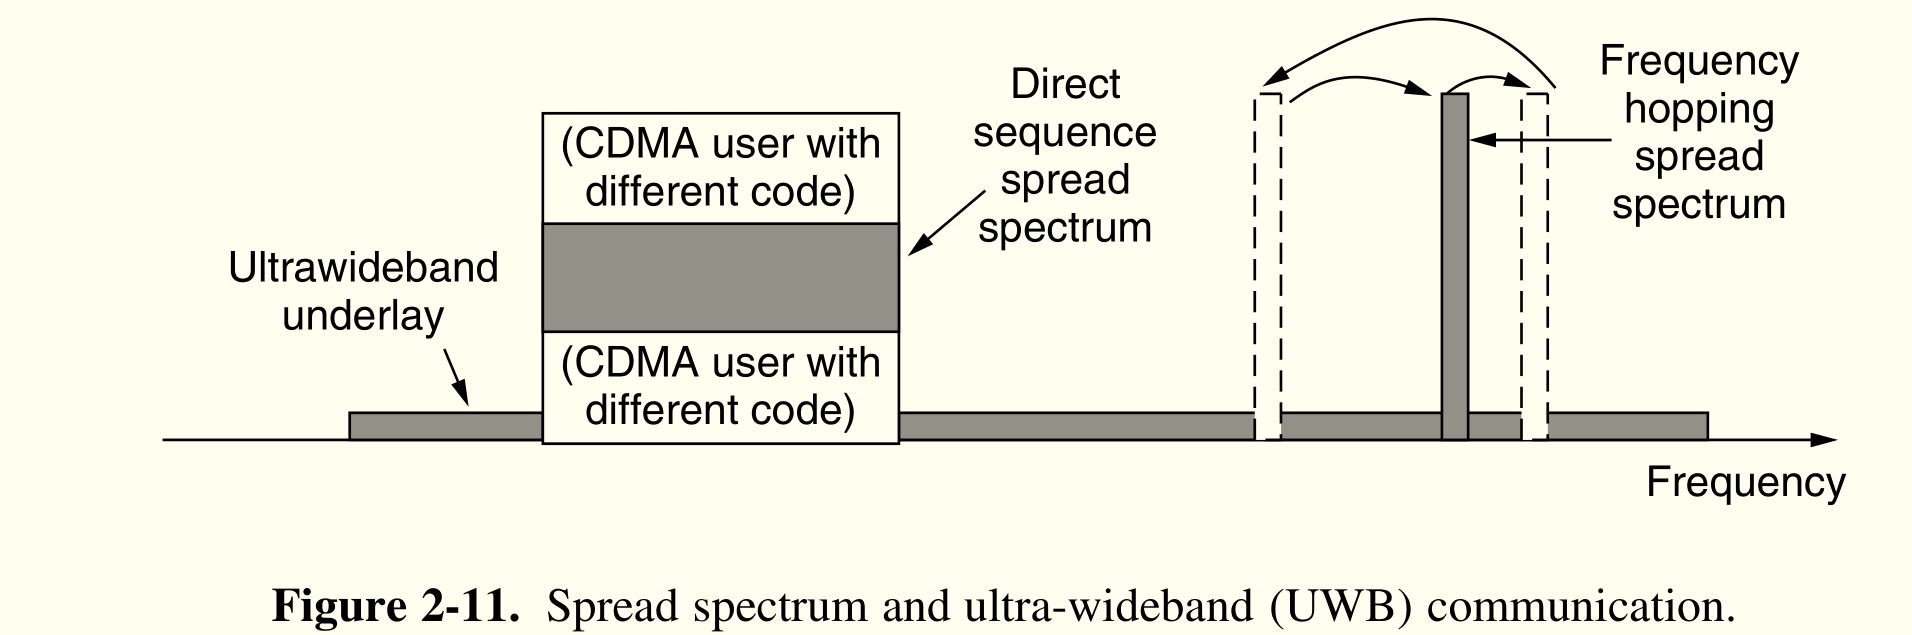 Ultrawideband
underlay
(CDMA user with
different code)
(CDMA user with
different code)
Direct
sequence
spread
spectrum
Frequency
hopping
spread
spectrum
Frequency
Figure 2-11. Spread spectrum and ultra-wideband (UWB) communication.